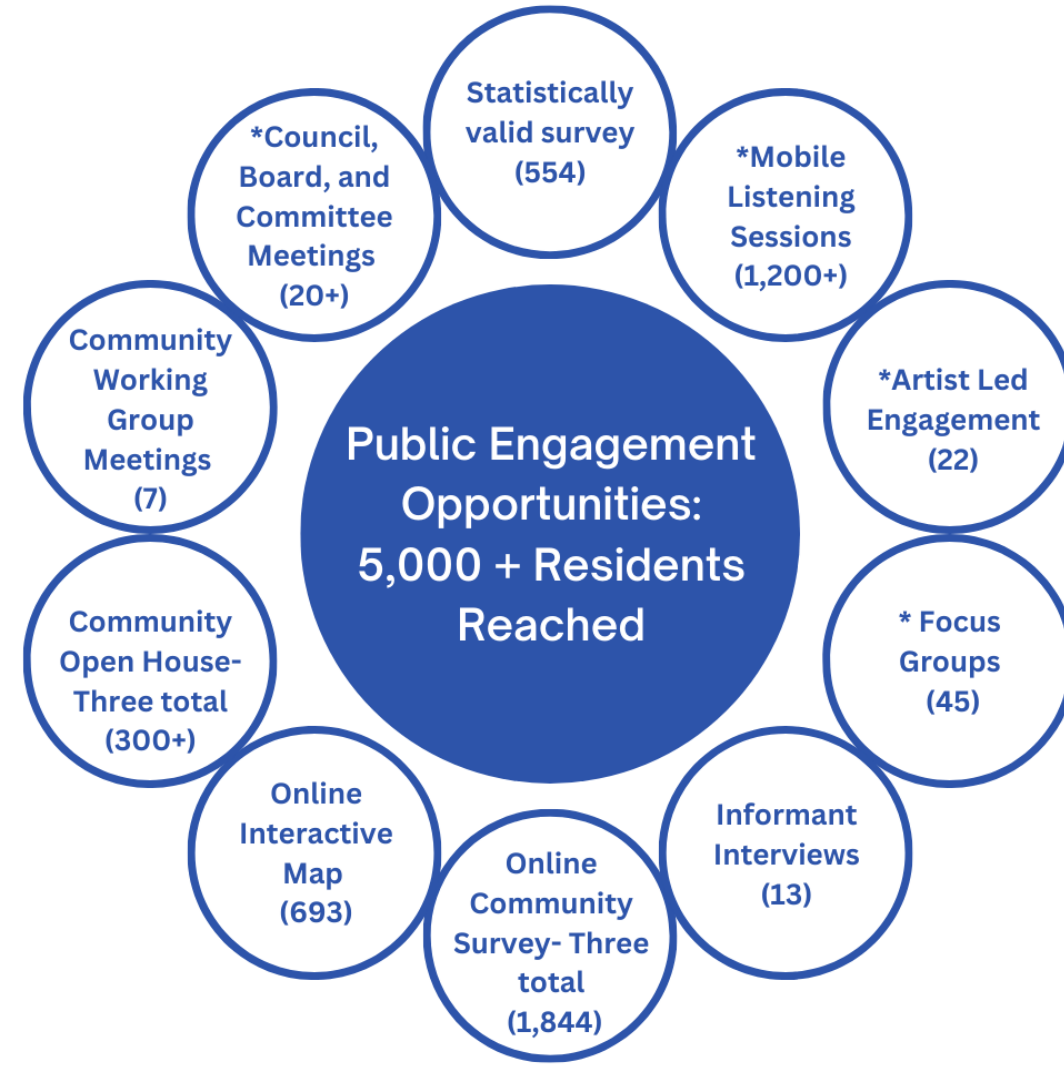 Statistically
valid survey
(554)
*Mobile
Listening
Sessions
(1,200+)
*Artist Led
Engagement
(22)
* Focus
Groups
(45)
Informant
Interviews
(13)
Online
Community
Survey- Three
total
(1,844)
Online
Interactive
Map
(693)
Community
Open House-
Three total
(300+)
Community
Working
Group
Meetings
(7)
*Council,
Board, and
Committee
Meetings
(20+)
Public Engagement
Opportunities:
5,000 + Residents
Reached